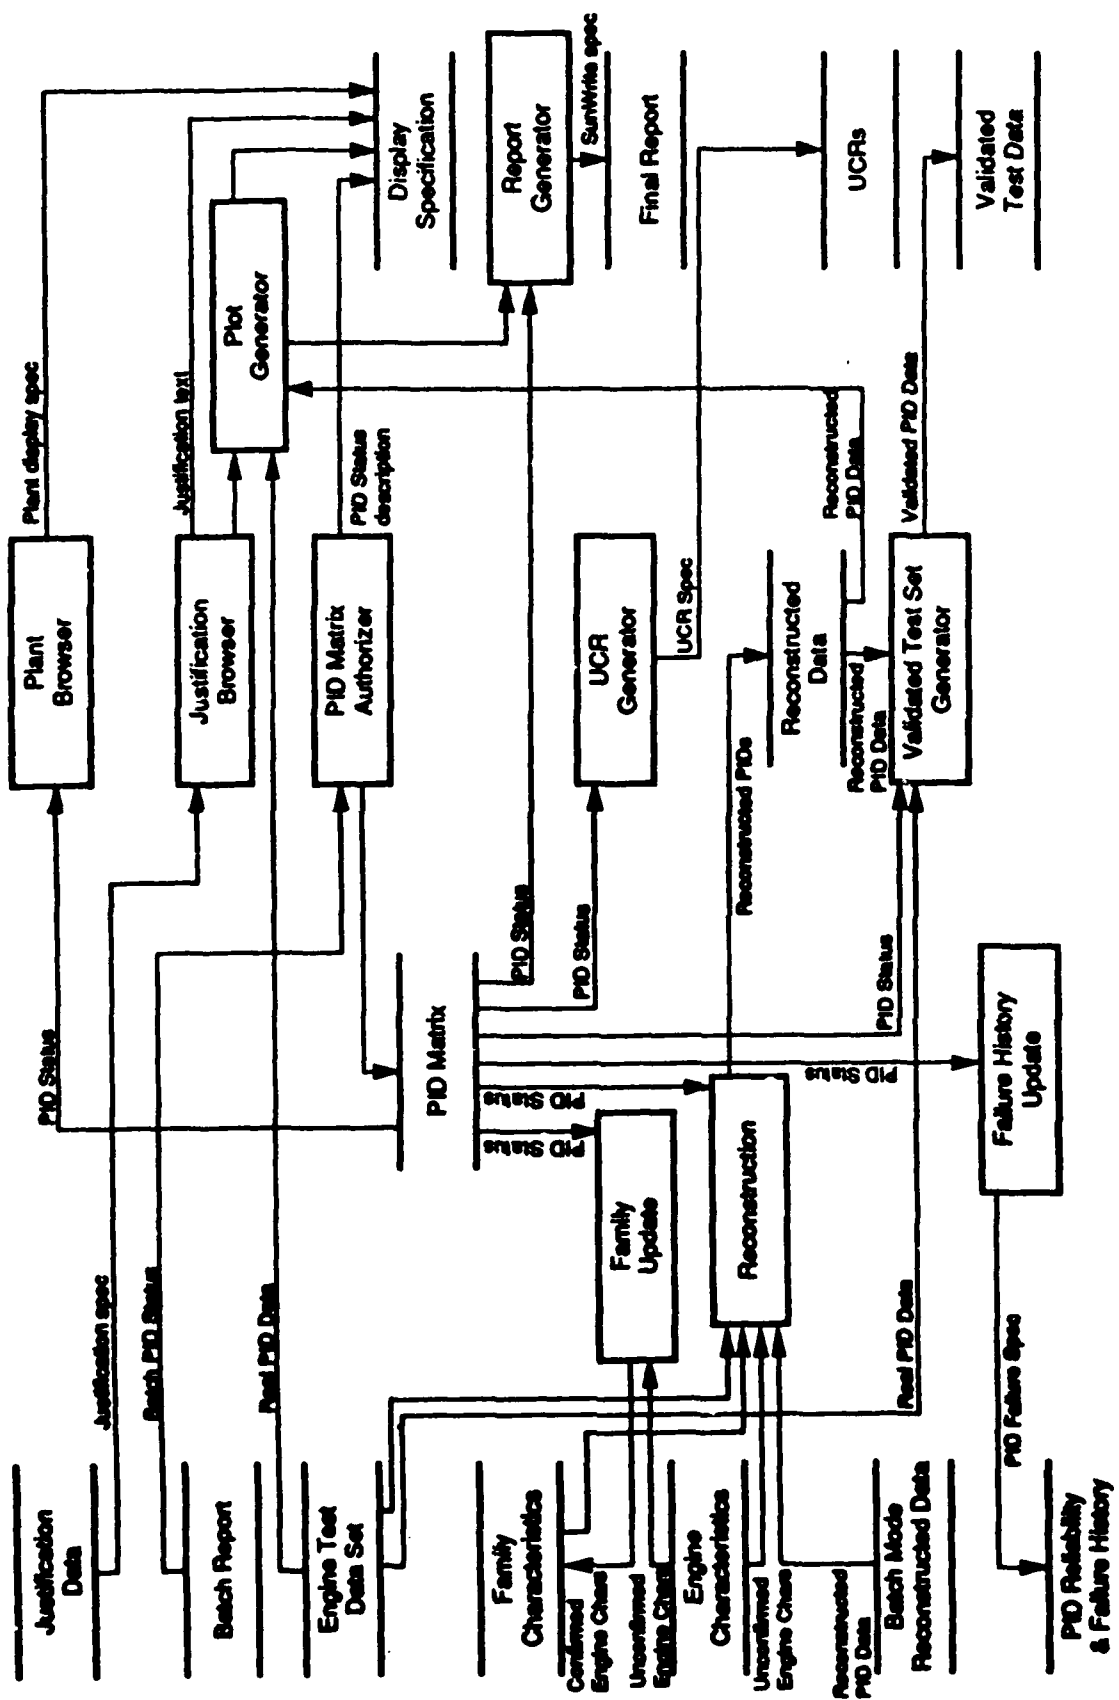 Justification
Data
Justification spec
PID Status
Plant
Browser
Plant display spec
Batch Report
Batch PID Status
Justification
Browser
Justification text
Plot
Generator
Engine Test
Data Set
Real PID Data
PID Matrix
Authorizer
PID Status
description
Display
Specification
PID Matrix
Report
Generator
SunWrite spec
Family
Characteristics
Confirmed
Engine Chars
Unconfirmed
Engine Chars
Family
Update
PID Status
PID Status
PID Status
PID Status
UCR
Generator
UCR Spec
Final Report
Engine
Characteristics
Unconfirmed
Engine Chars
Reconstruction
Reconstructed PIDs
Reconstructed
Data
Reconstructed
PID Data
UCRs
Reconstructed
PID Data
Batch Mode
Reconstructed Data
Reconstructed
PID Data
Real PID Data
PID Status
PID Status
Validated Test Set
Generator
Validated PID Data
Validated
Test Data
PID Reliability
& Failure History
PID Failure Spec
Failure History
Update